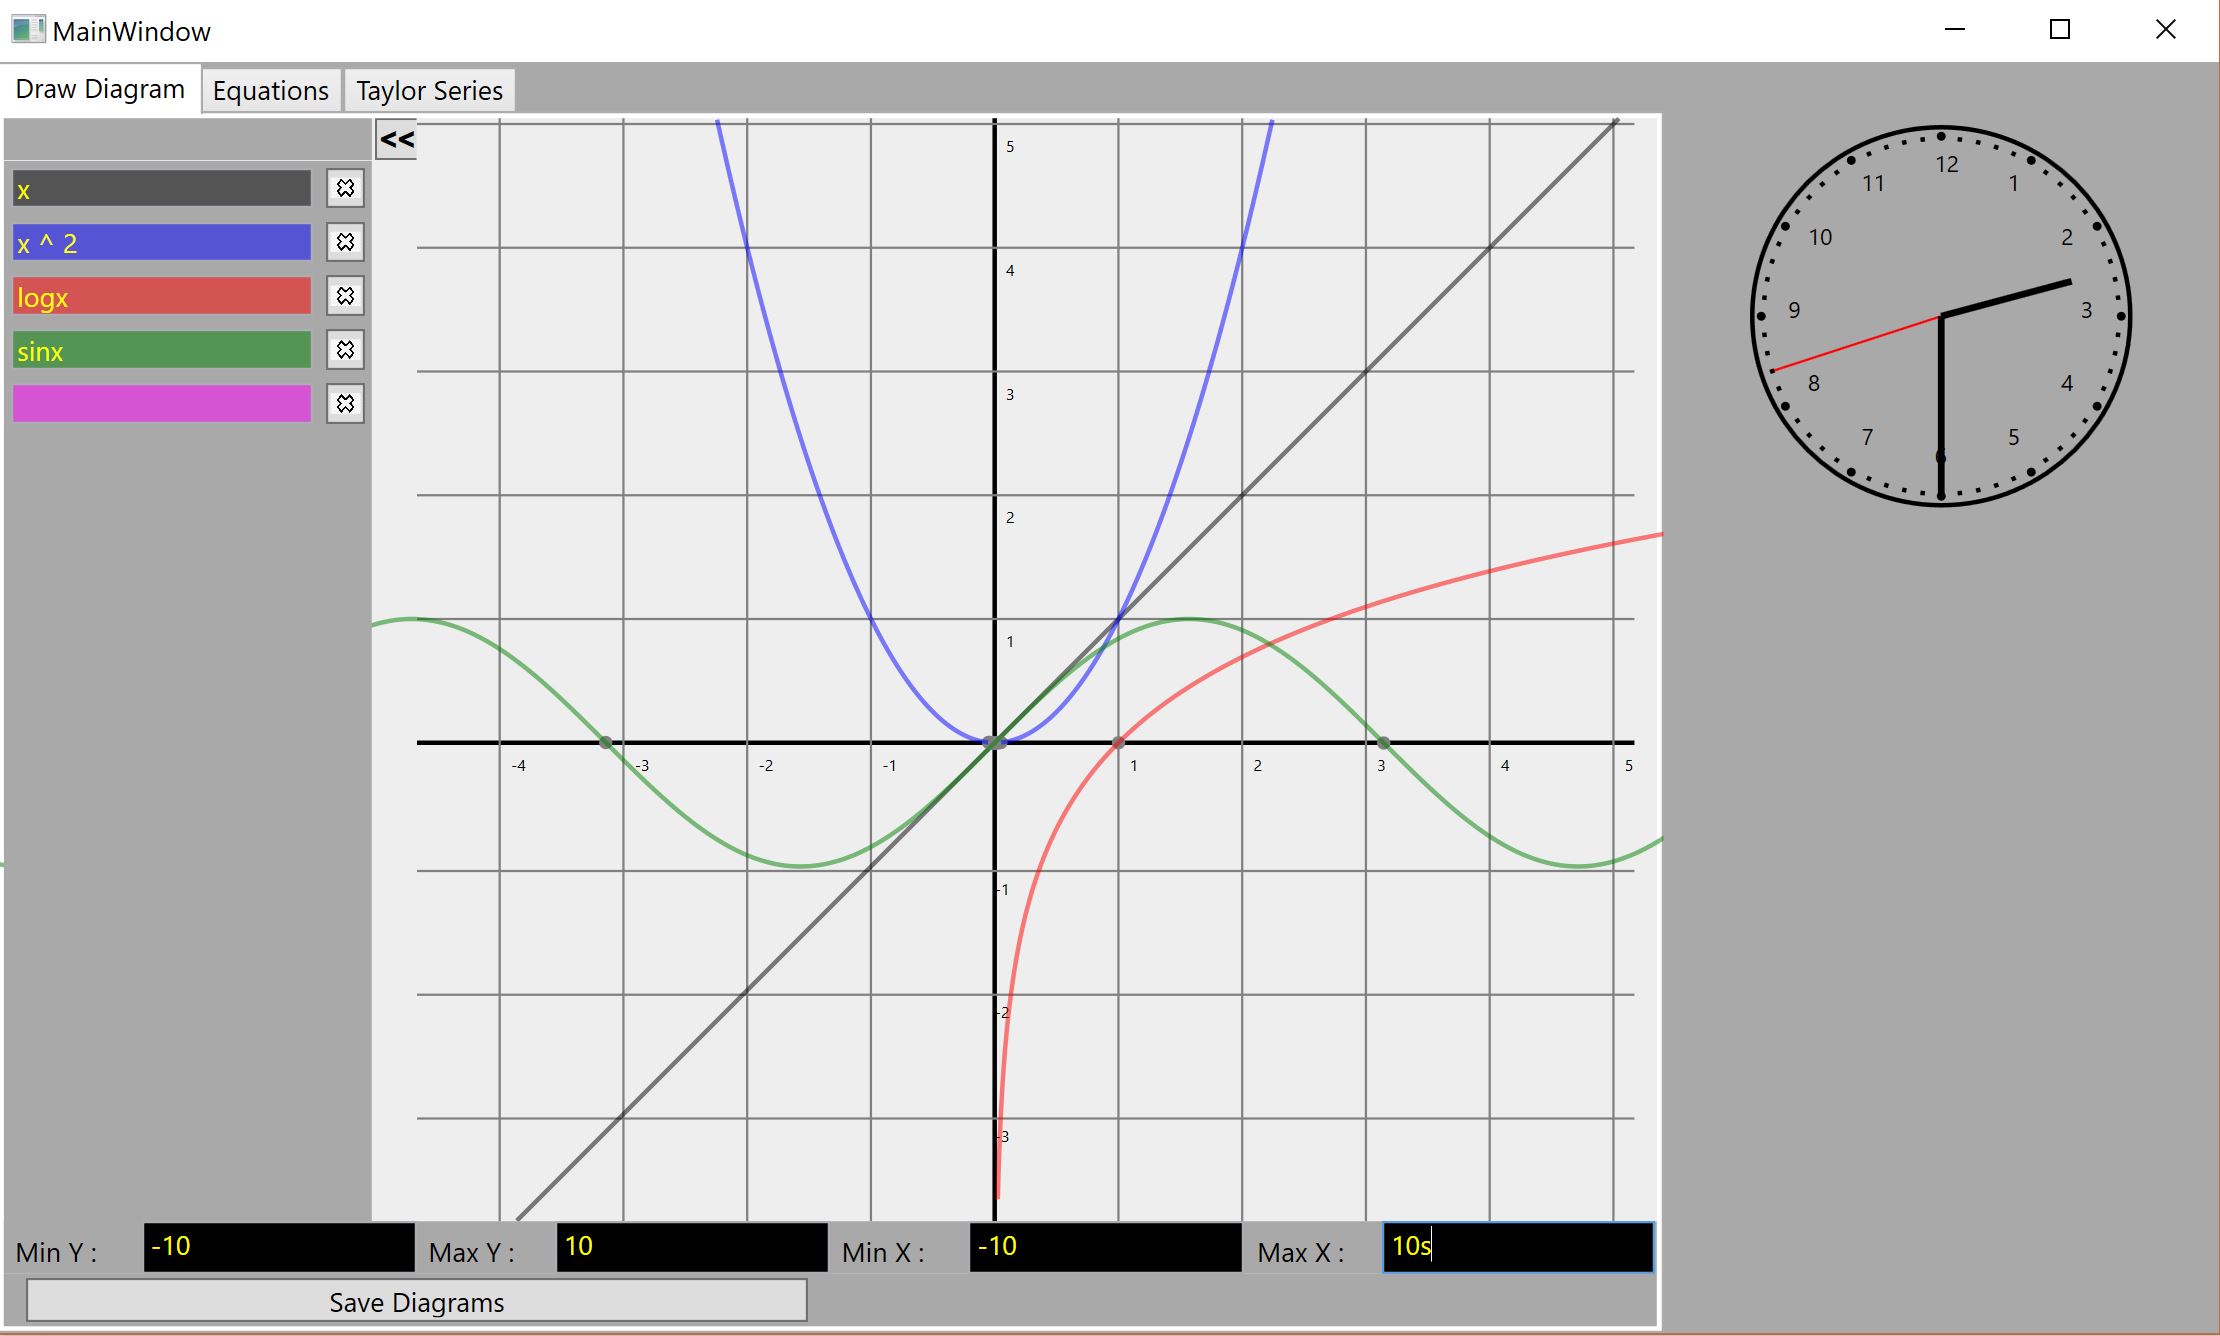 MainWindow
Draw Diagram Equations Taylor Series
<<
x
x ^ 2
logx
sinx
5
4
3
2
1
-4 -3 -2 -1 1 2 3 4 5
-1
-2
-3
12
11 1
10 2
9 3
8 4
7 5
6
Min Y : -10 Max Y : 10 Min X : -10 Max X : 10s
Save Diagrams